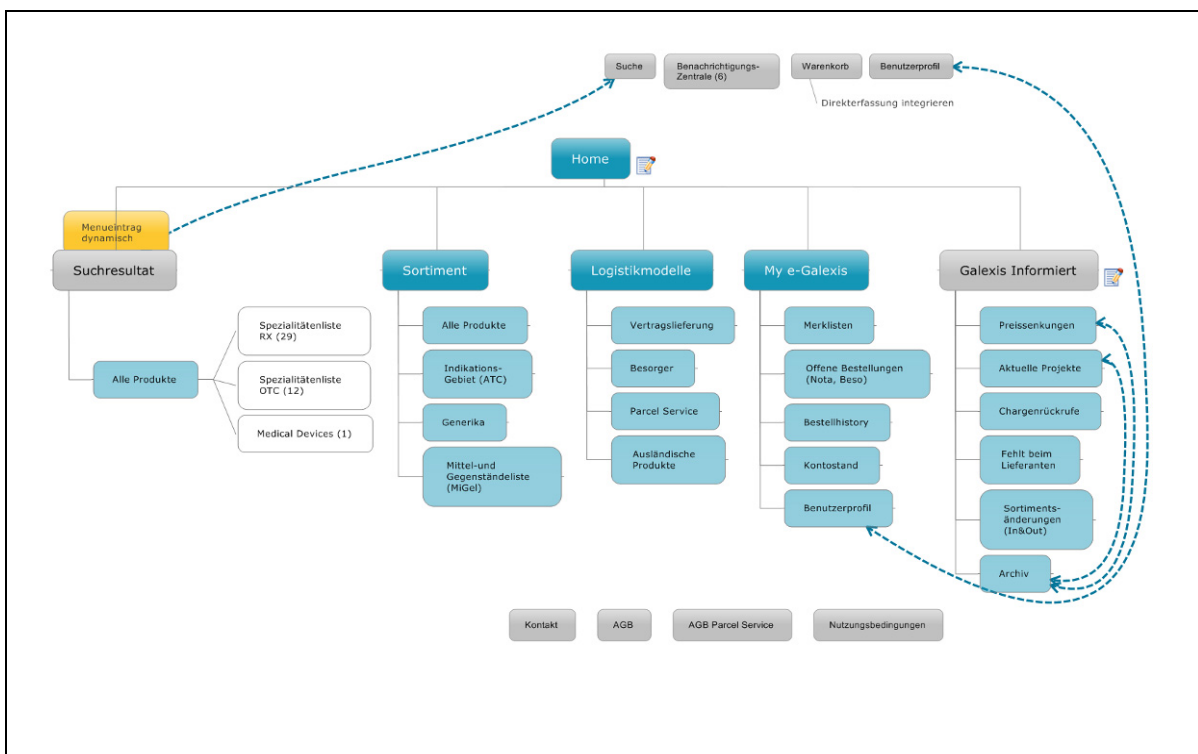 Suche
Benachrichtigungs-
Zentrale (6)
Warenkorb
Benutzerprofil
Direkterfassung integrieren
Home
Menueintrag
dynamisch
Suchresultat
Alle Produkte
Spezialitätenliste
RX (29)
Spezialitätenliste
OTC (12)
Medical Devices (1)
Sortiment
Alle Produkte
Indikations-
Gebiet (ATC)
Generika
Mittel-und
Gegenständeliste
(MiGel)
Logistikmodelle
Vertragslieferung
Besorger
Parcel Service
Ausländische
Produkte
My e-Galexis
Merklisten
Offene Bestellungen
(Nota, Beso)
Bestellhistory
Kontostand
Benutzerprofil
Galexis Informiert
Preissenkungen
Aktuelle Projekte
Chargenrückrufe
Fehlt beim
Lieferanten
Sortiments-
änderungen
(In&Out)
Archiv
Kontakt
AGB
AGB Parcel Service
Nutzungsbedingungen